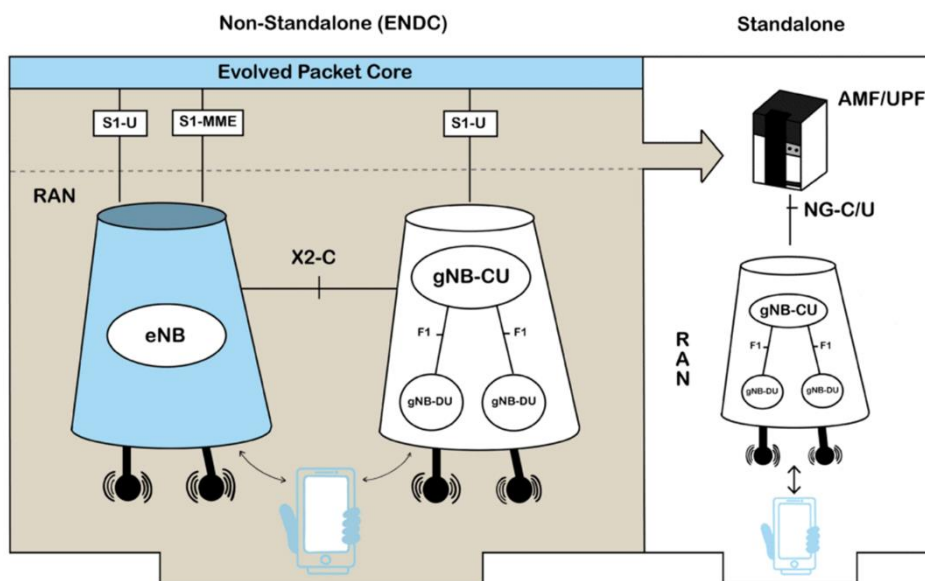 Non-Standalone (ENDC)
Standalone
Evolved Packet Core
S1-U
S1-MME
S1-U
AMF/UPF
RAN
NG-C/U
X2-C
gNB-CU
eNB
F1
F1
gNB-DU
gNB-DU
R
A
N
gNB-CU
F1
F1
gNB-DU
gNB-DU